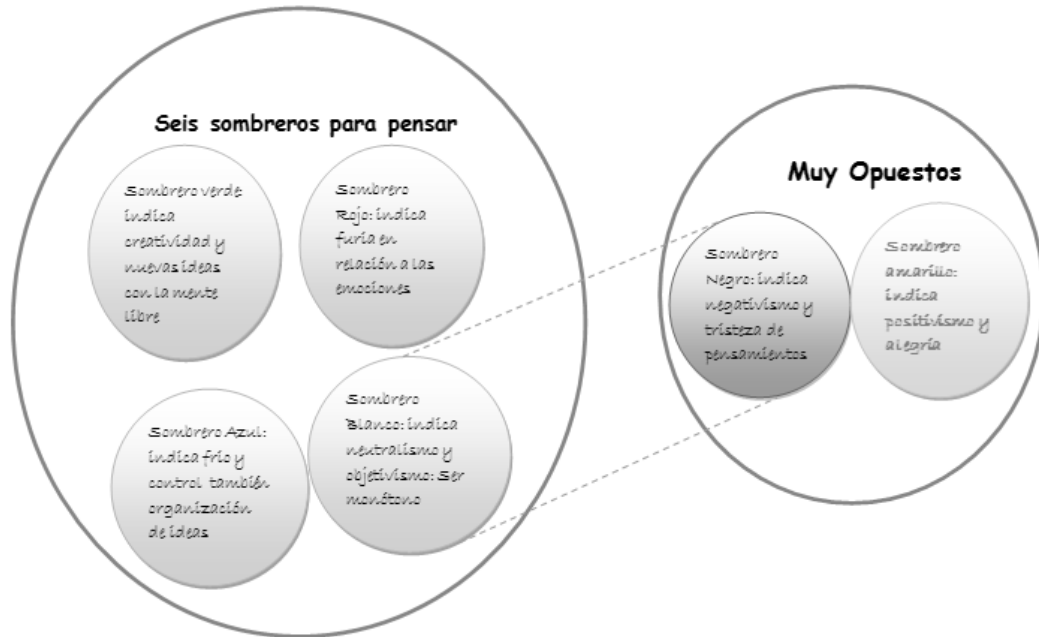 Seis sombreros para pensar
Sombrero verde
indica
creatividad y
nuevas ideas
con la mente
libre
Sombrero
Rojo: indica
furia en
relación a las
emociones
Sombrero Azul:
indica frio y
control también
organización
de ideas
Sombrero
Blanco: indica
neutralismo y
objetivismo: Ser
monótono
Muy Opuestos
Sombrero
Negro: indica
negativismo y
tristeza de
pensamientos
Sombrero
amarillo:
indica
positivismo y
alegría